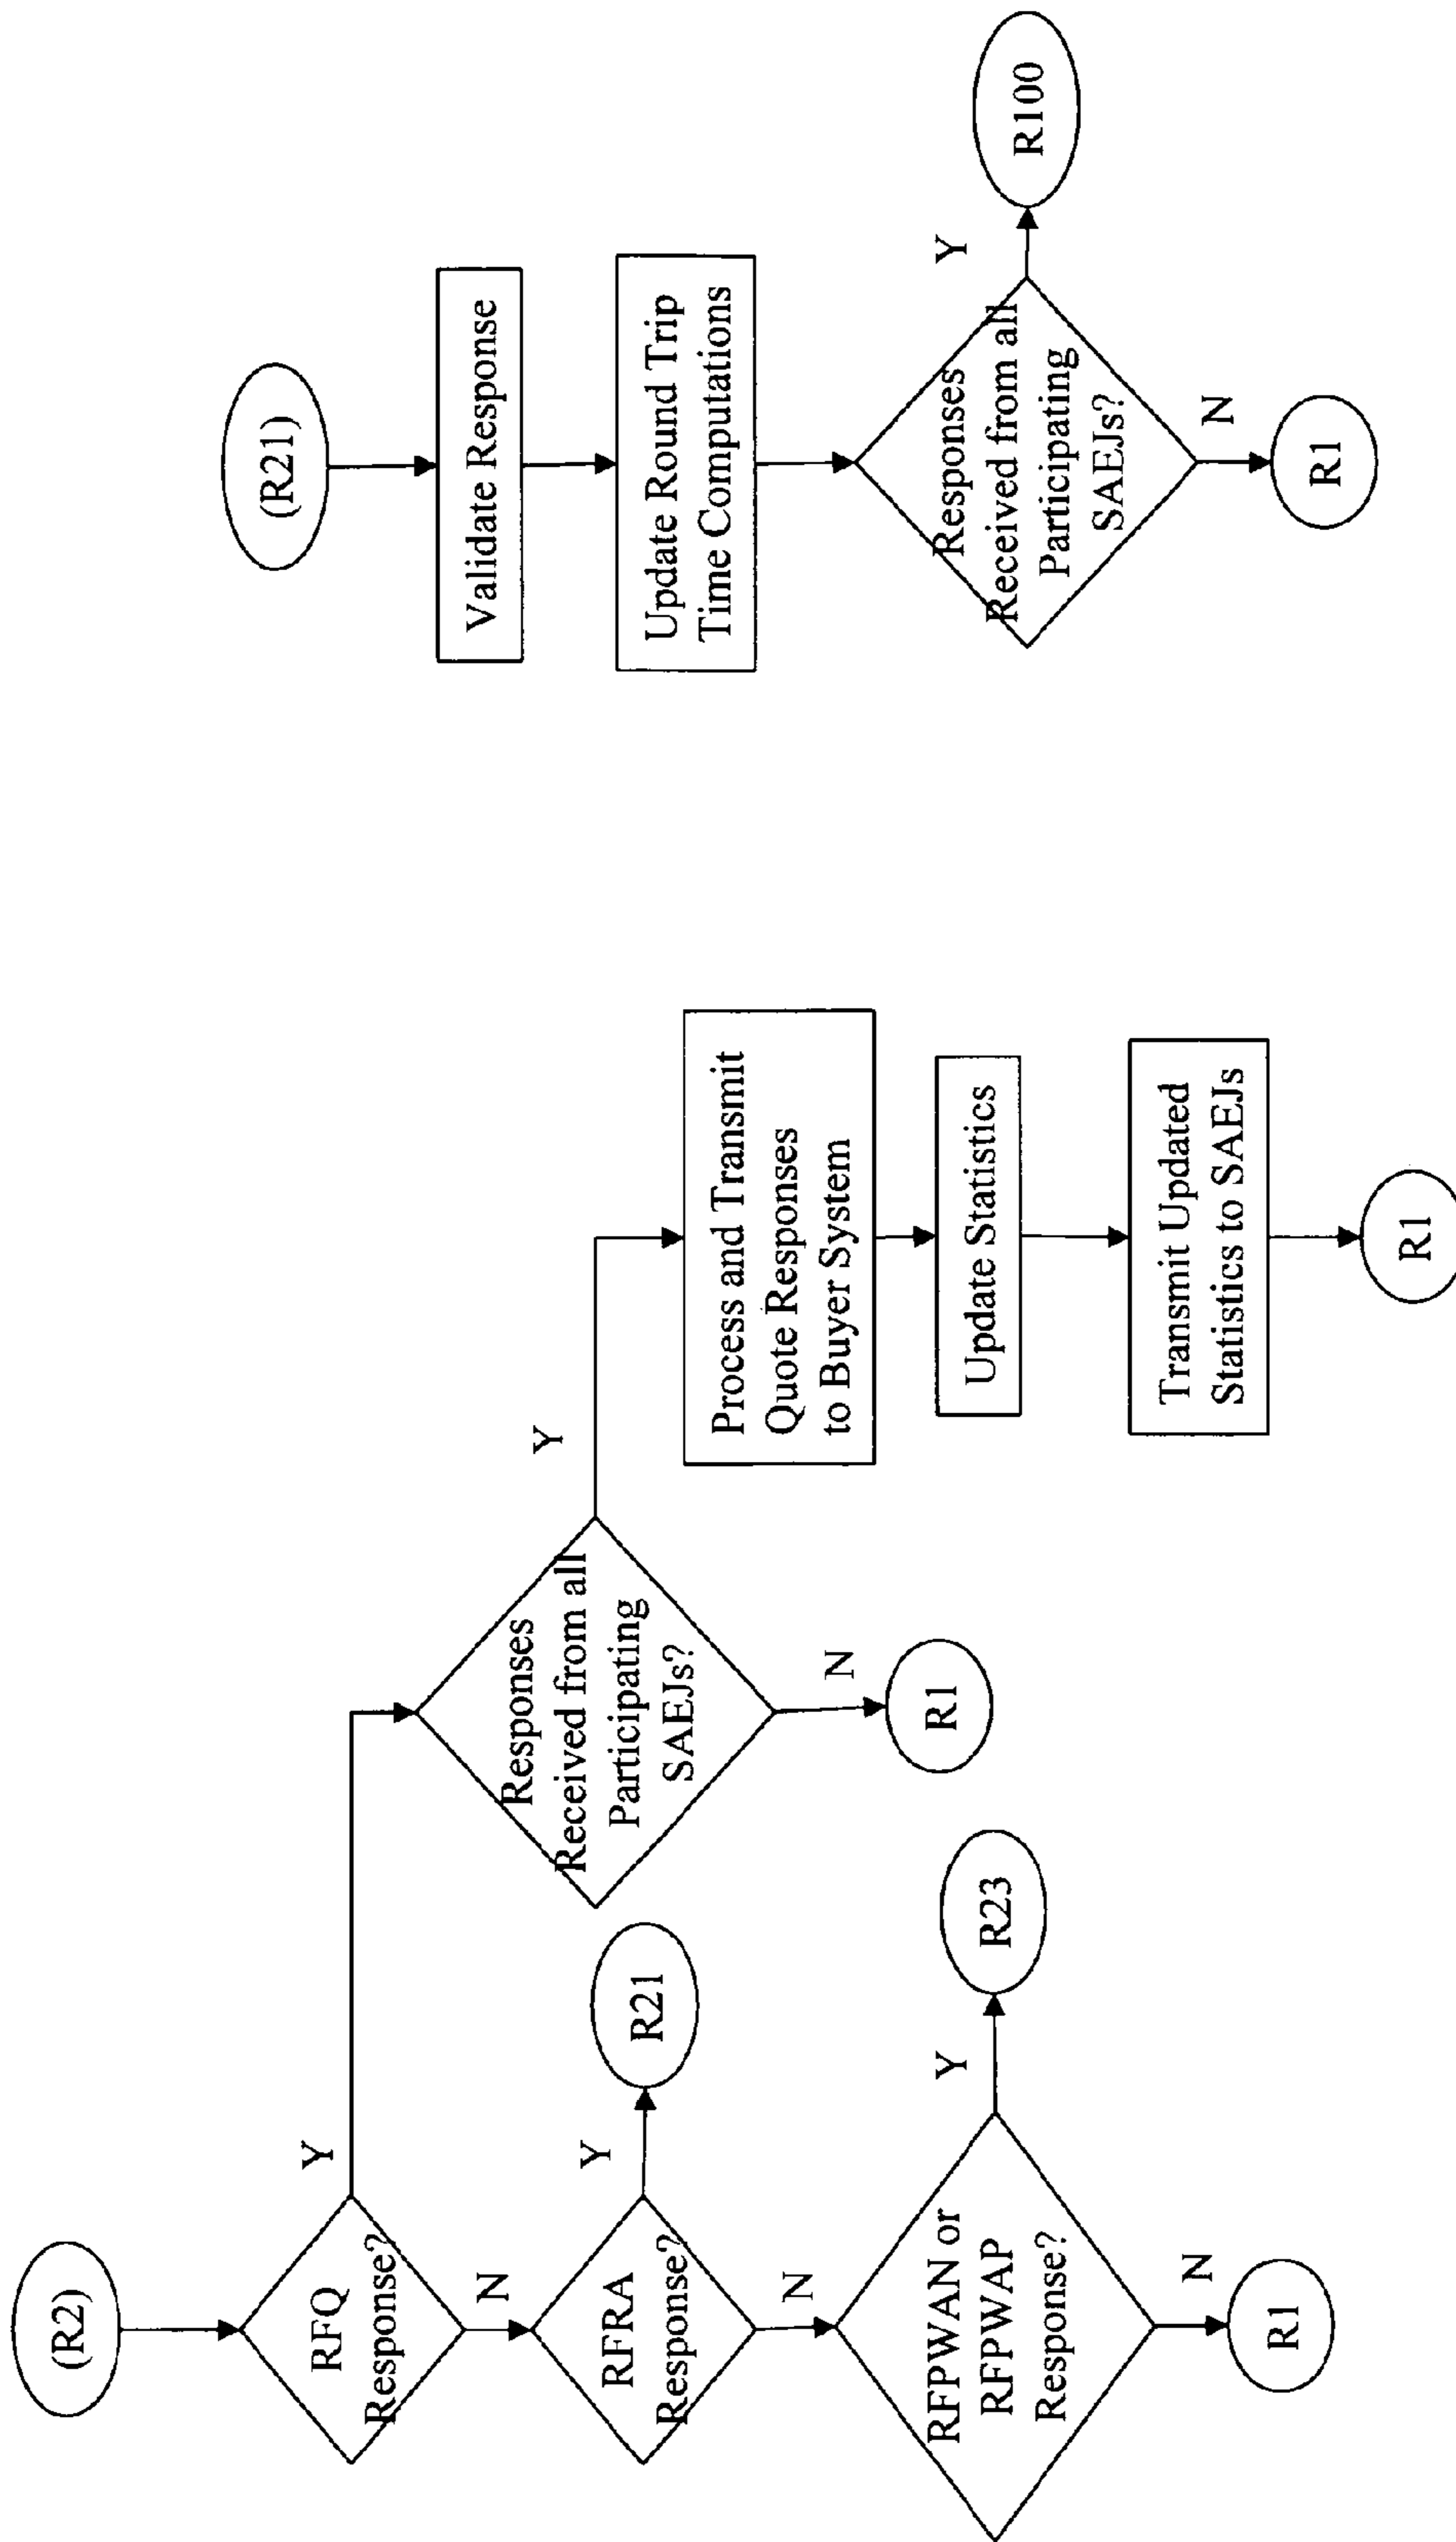 (R2)
RFQ
Response?
Y
N
RFRA
Response?
Y
R21
N
RFPWAN or
RFPWAP
Response?
Y
R23
N
R1
Responses
Received from all
Participating
SAEJs?
Y
N
R1
Process and Transmit
Quote Responses
to Buyer System
Update Statistics
Transmit Updated
Statistics to SAEJs
R1
(R21)
Validate Response
Update Round Trip
Time Computations
Responses
Received from all
Participating
SAEJs?
Y
R100
N
R1